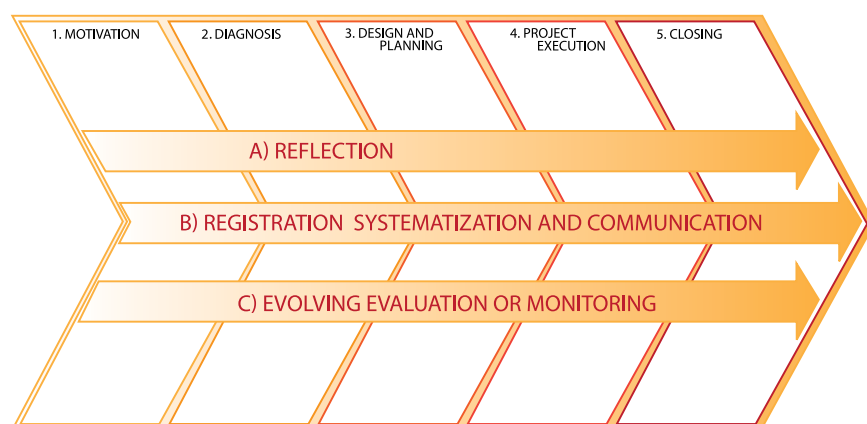 1. MOTIVATION
2. DIAGNOSIS
3. DESIGN AND
PLANNING
4. PROJECT
EXECUTION
5. CLOSING
A) REFLECTION
B) REGISTRATION SYSTEMATIZATION AND COMMUNICATION
C) EVOLVING EVALUATION OR MONITORING